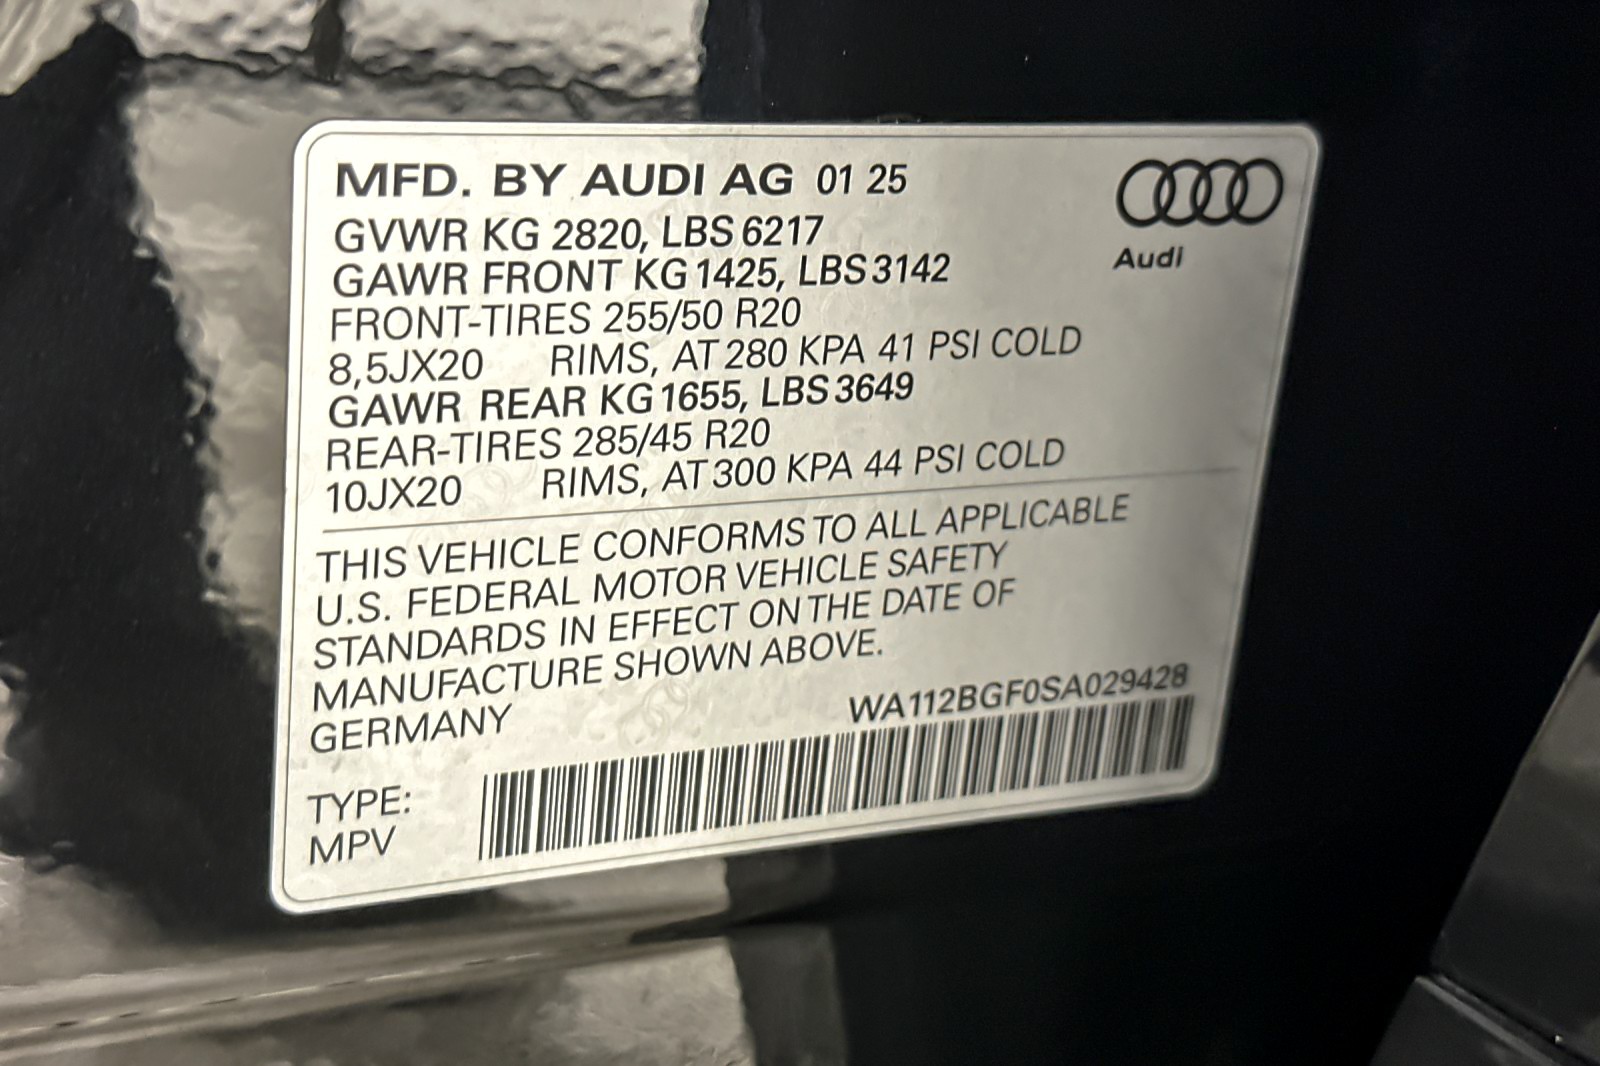 MFD. BY AUDI AG 01 25
GVWR KG 2820, LBS 6217
GAWR FRONT KG 1425, LBS 3142
FRONT-TIRES 255/50 R20
8,5JX20 RIMS, AT 280 KPA 41 PSI COLD
GAWR REAR KG 1655, LBS 3649
REAR-TIRES 285/45 R20
10JX20 RIMS, AT 300 KPA 44 PSI COLD
Audi
THIS VEHICLE CONFORMS TO ALL APPLICABLE
U.S. FEDERAL MOTOR VEHICLE SAFETY
STANDARDS IN EFFECT ON THE DATE OF
MANUFACTURE SHOWN ABOVE.
GERMANY
WA112BGF0SA029428
TYPE:
MPV